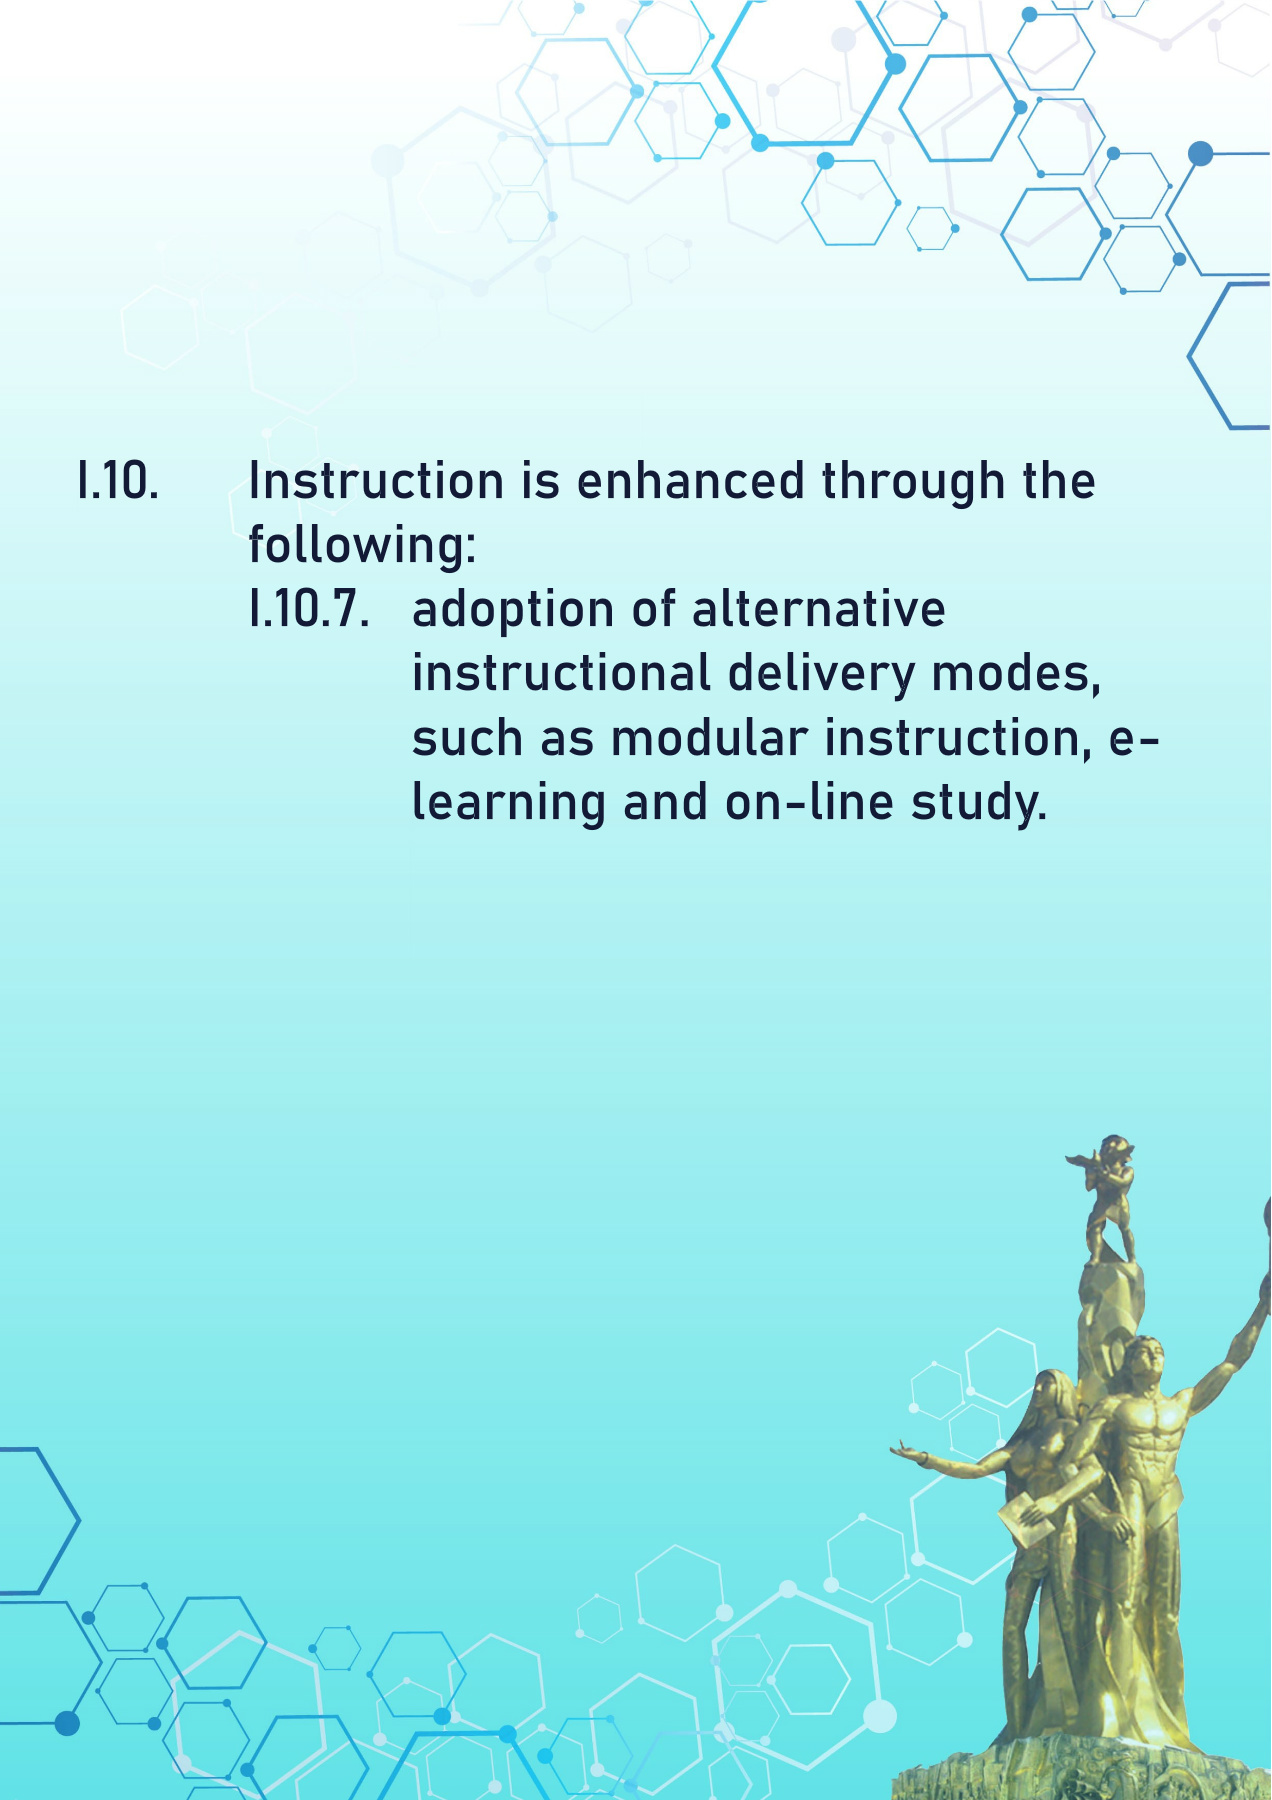 I.10. Instruction is enhanced through the
following:
I.10.7. adoption of alternative
instructional delivery modes,
such as modular instruction, e-
learning and on-line study.